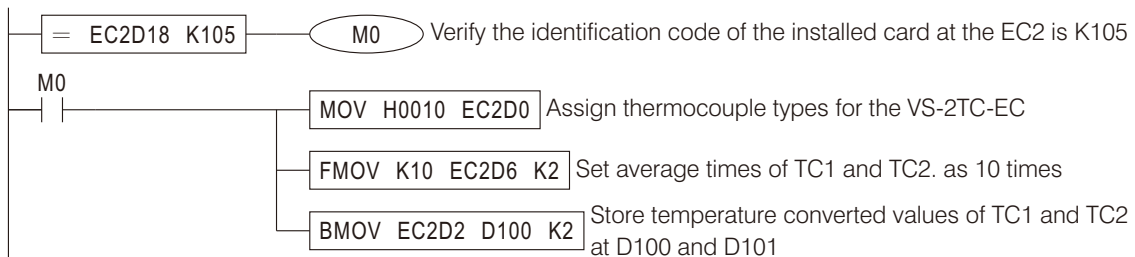 = EC2D18 K105 M0 Verify the identification code of the installed card at the EC2 is K105
M0
MOV H0010 EC2D0 Assign thermocouple types for the VS-2TC-EC
FMOV K10 EC2D6 K2 Set average times of TC1 and TC2. as 10 times
BMOV EC2D2 D100 K2 Store temperature converted values of TC1 and TC2
at D100 and D101